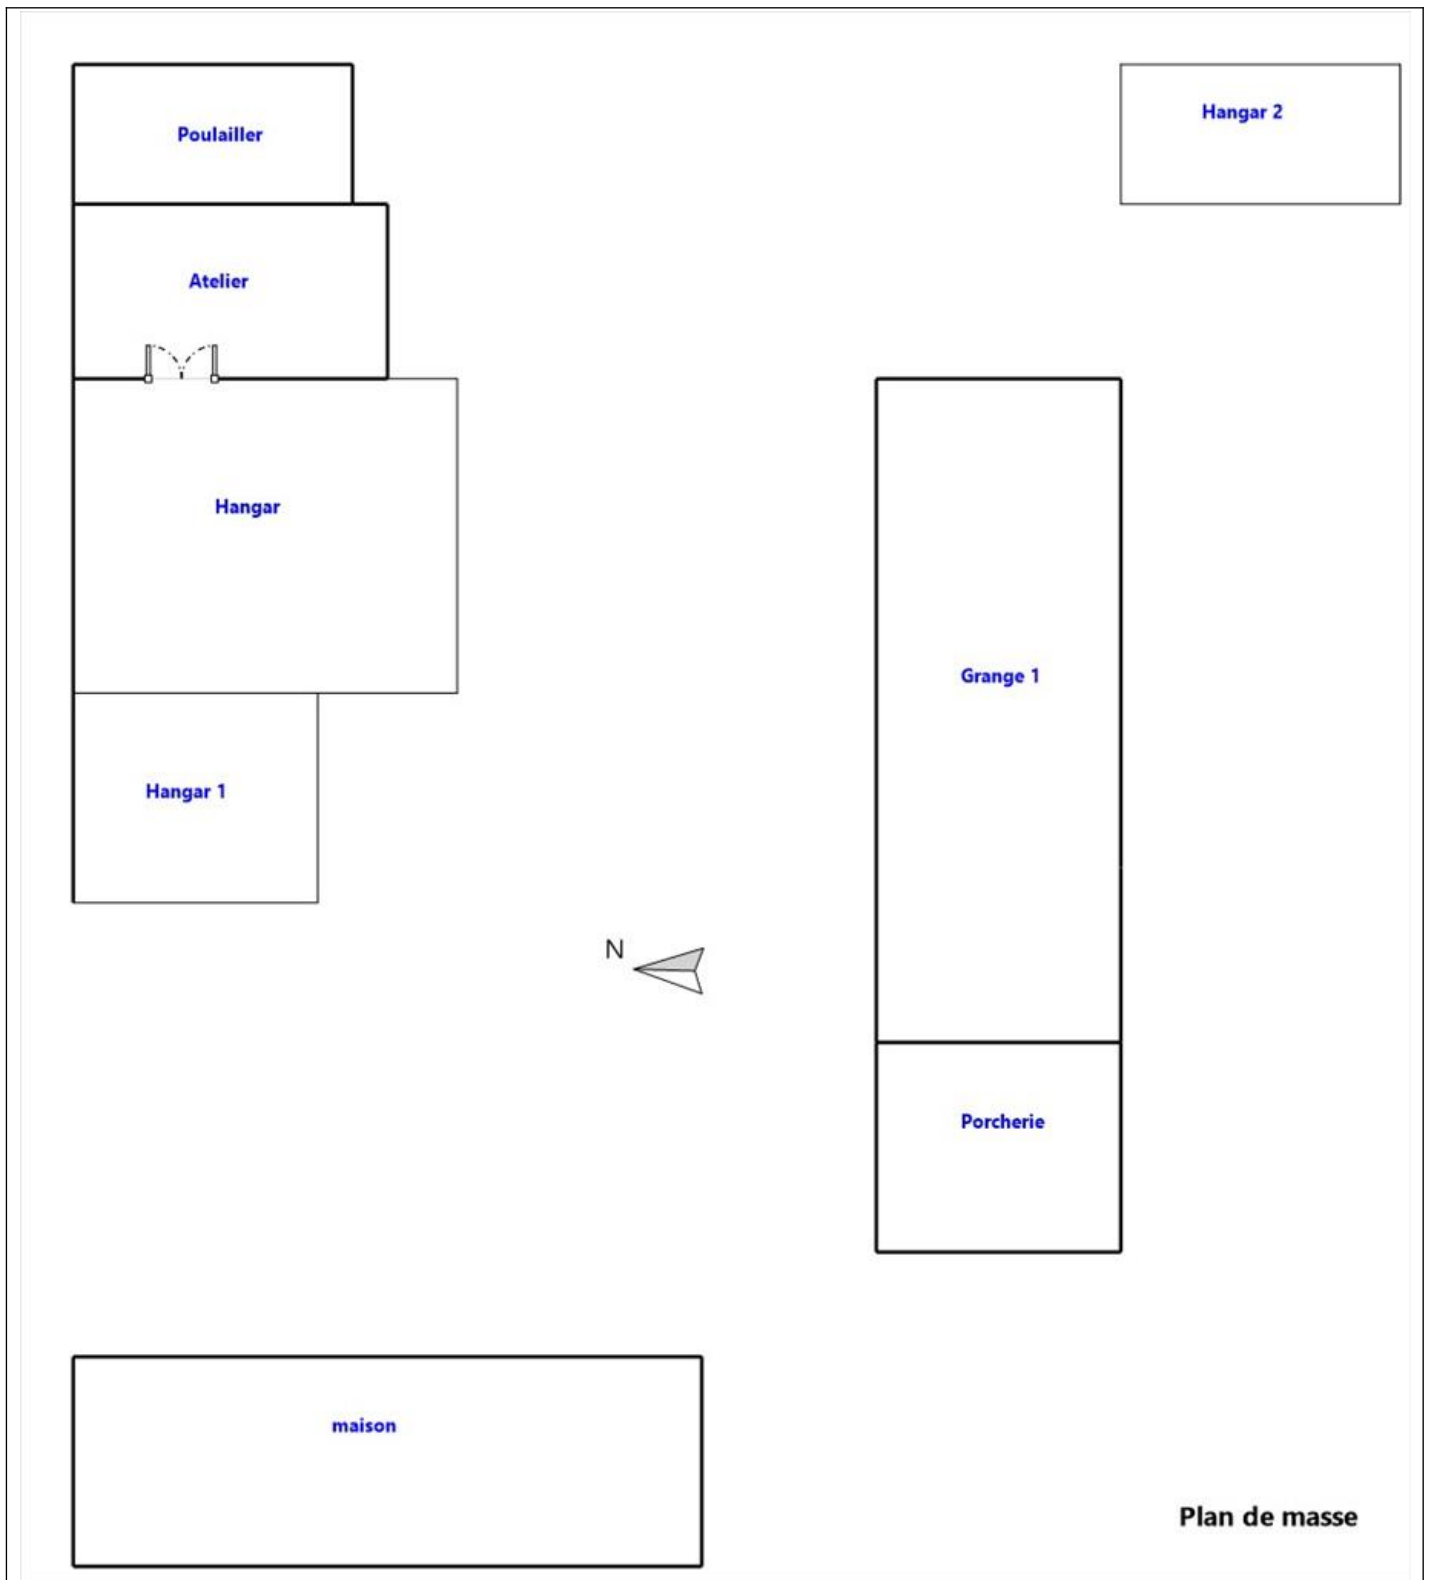 Poulailler
Hangar 2
Atelier
Hangar
Grange 1
Hangar 1
N
Porcherie
maison
Plan de masse